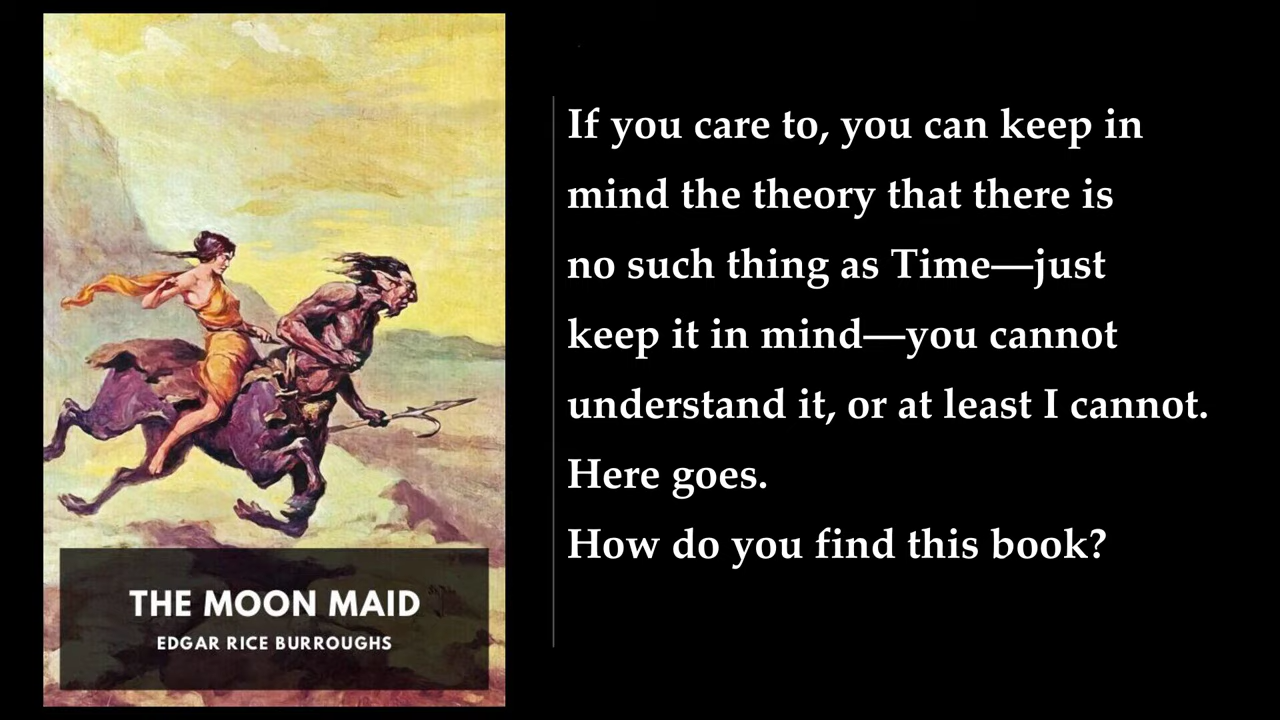 THE MOON MAID
EDGAR RICE BURROUGHS
If you care to, you can keep in
mind the theory that there is
no such thing as Time—just
keep it in mind—you cannot
understand it, or at least I cannot.
Here goes.
How do you find this book?